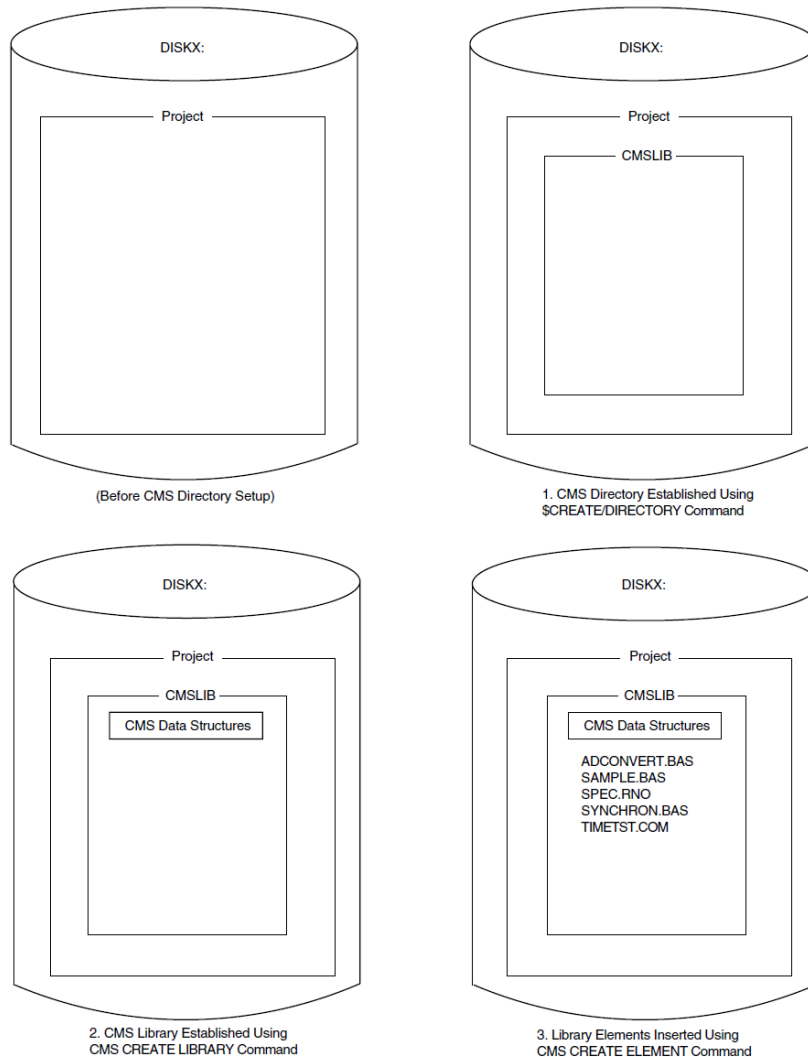 DISKX:
Project
(Before CMS Directory Setup)
DISKX:
Project
CMSLIB
1. CMS Directory Established Using
$CREATE/DIRECTORY Command
DISKX:
Project
CMSLIB
CMS Data Structures
2. CMS Library Established Using
CMS CREATE LIBRARY Command
DISKX:
Project
CMSLIB
CMS Data Structures
ADCONVERT.BAS
SAMPLE.BAS
SPEC.RNO
SYNCHRON.BAS
TIMETST.COM
3. Library Elements Inserted Using
CMS CREATE ELEMENT Command